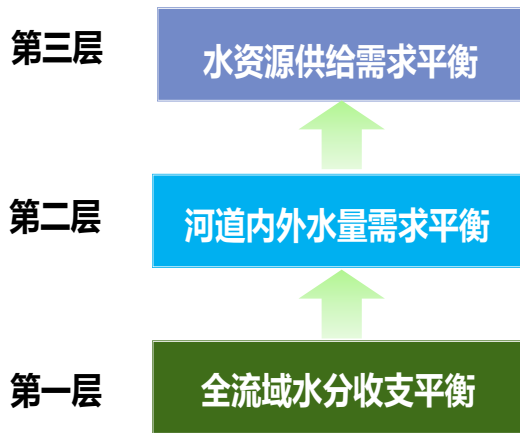 第三层
水资源供给需求平衡
第二层
河道内外水量需求平衡
第一层
全流域水分收支平衡